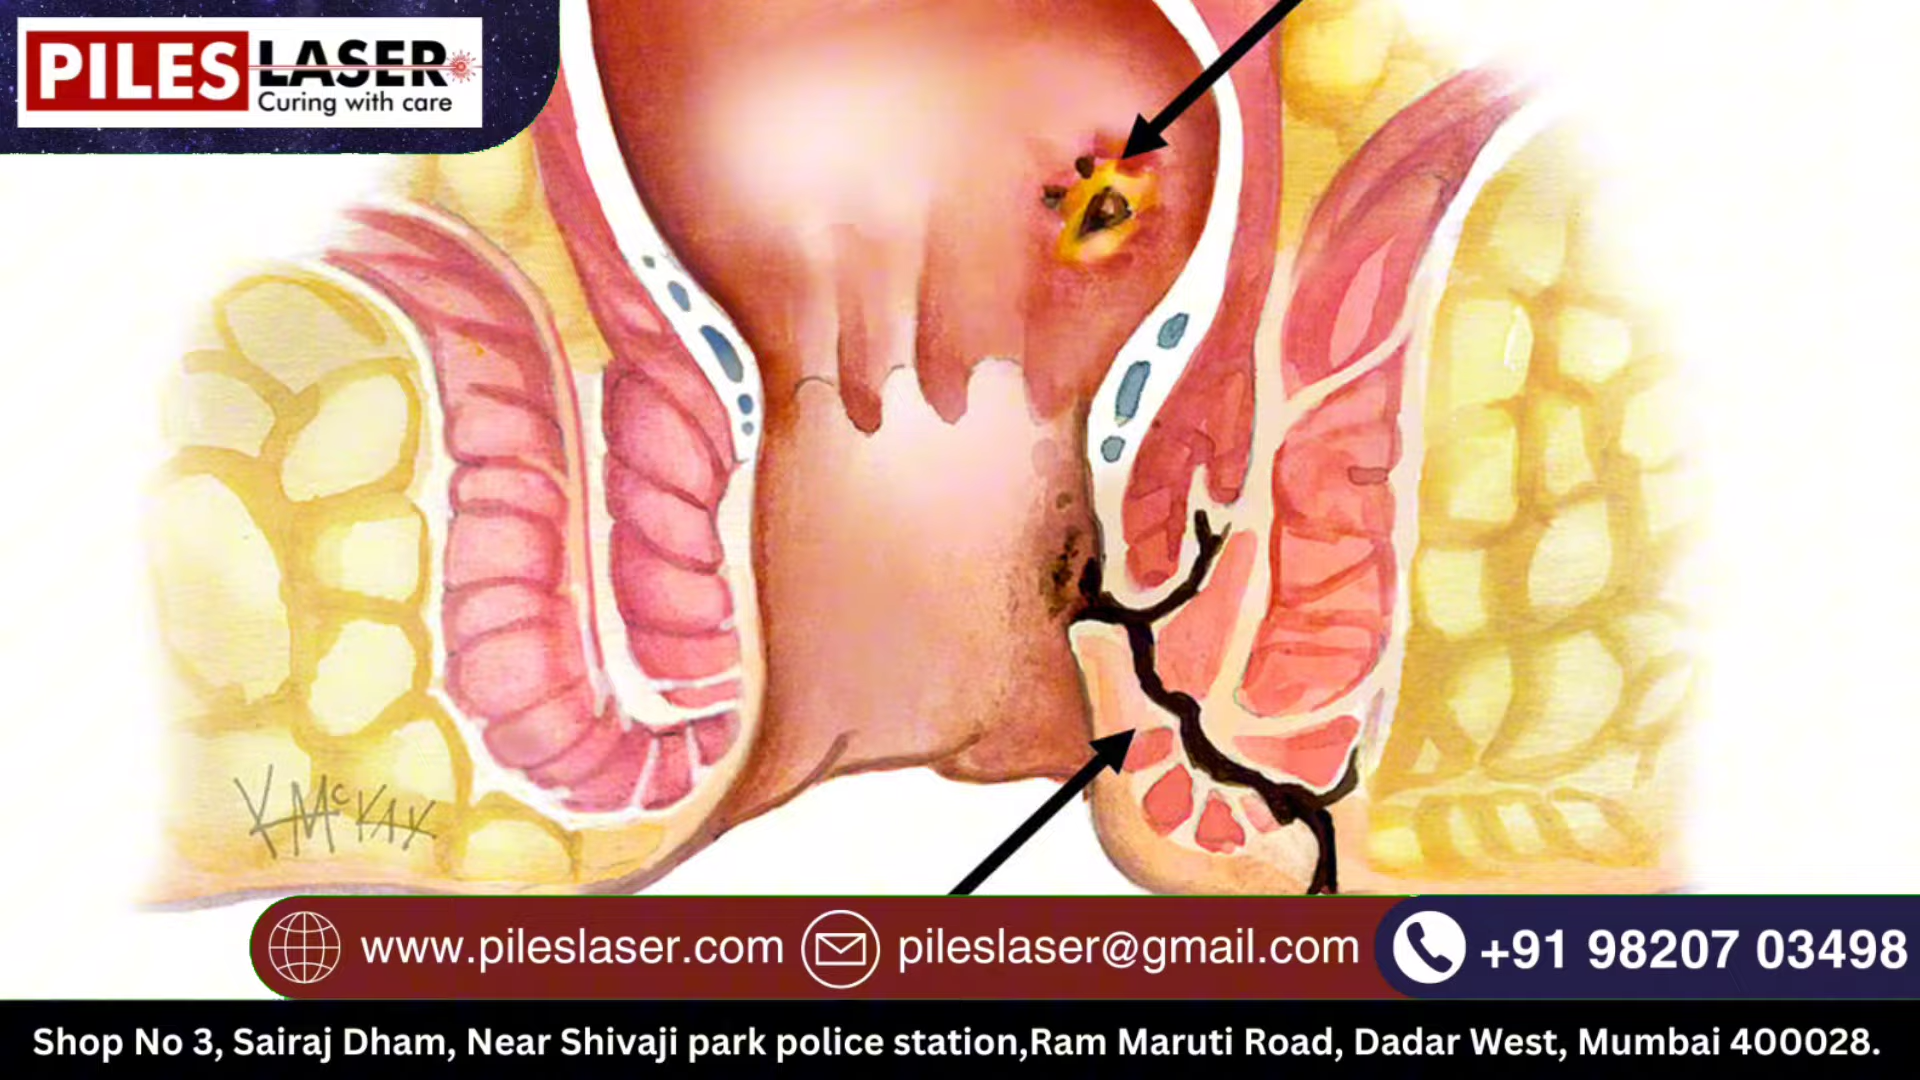 PILES LASER
Curing with care
K McKAY
www.pileslaser.com pileslaser@gmail.com +91 98207 03498
Shop No 3, Sairaj Dham, Near Shivaji park police station,Ram Maruti Road, Dadar West, Mumbai 400028.